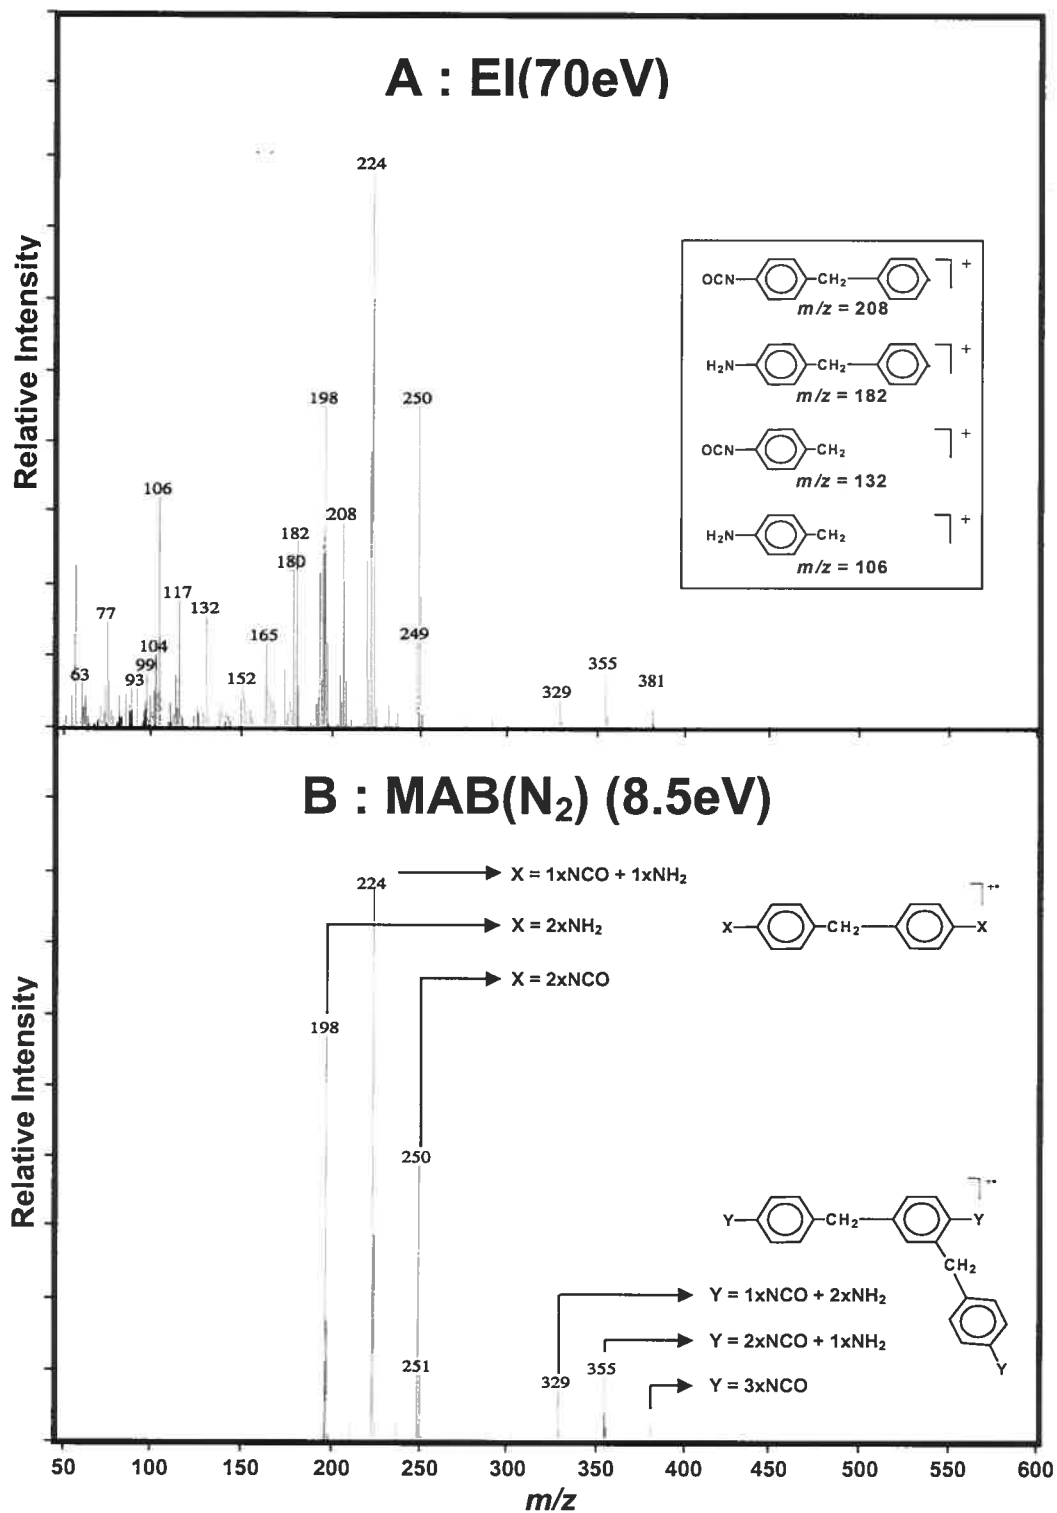 A : EI(70eV)
Relative Intensity
224
198
250
106
208
182
180
117
132
77
104
99
63
93
165
152
249
329
355
381
OCN
CH₂
+
m/z = 208
H₂N
CH₂
+
m/z = 182
OCN
CH₂
+
m/z = 132
H₂N
CH₂
+
m/z = 106
B : MAB(N₂) (8.5eV)
Relative Intensity
224
X = 1xNCO + 1xNH₂
X = 2xNH₂
X = 2xNCO
+•
X
CH₂
X
198
250
251
+•
Y
CH₂
Y
CH₂
Y
Y = 1xNCO + 2xNH₂
Y = 2xNCO + 1xNH₂
Y = 3xNCO
329
355
50 100 150 200 250 300 350 400 450 500 550 600
m/z